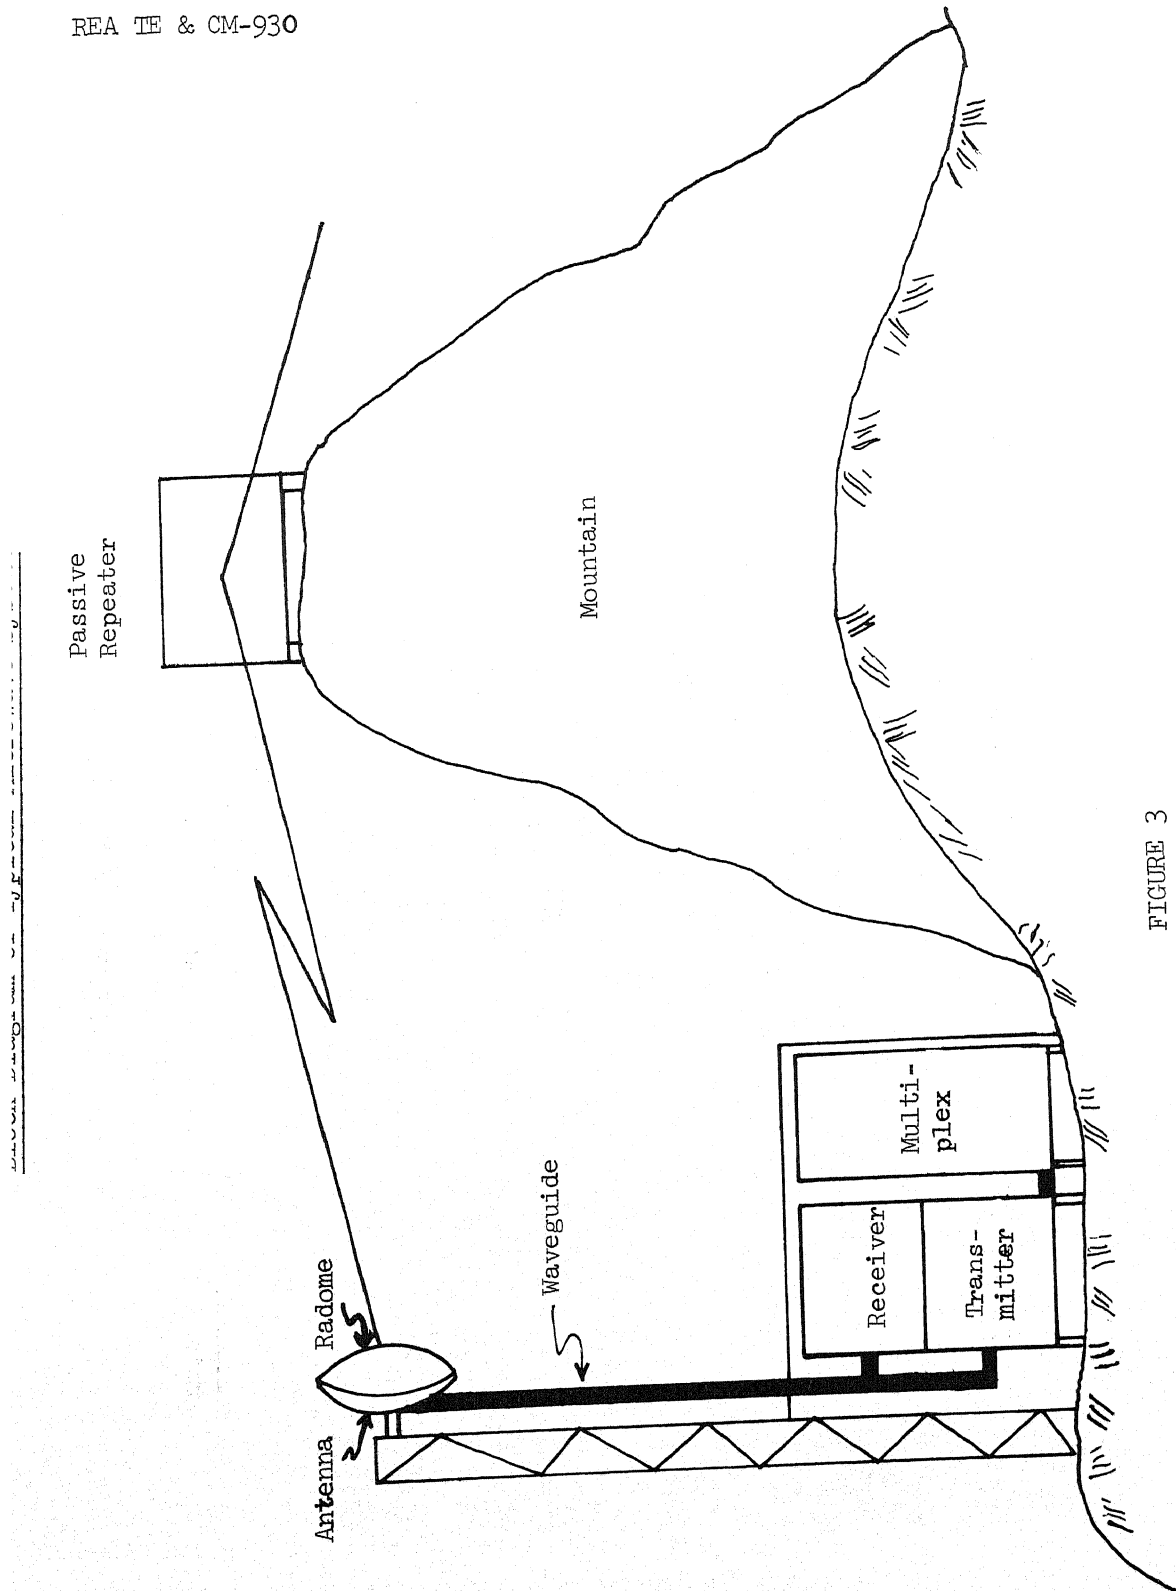 REA TE & CM-930
Passive
Repeater
Mountain
Antenna
Radome
Waveguide
Receiver
Trans-
mitter
Multi-
plex
FIGURE 3